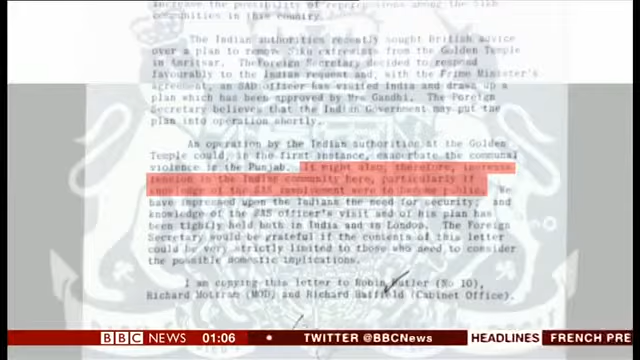 increase the possibility of repercussions among the Sikh
communities in this country.
The Indian authorities recently sought British advice
over a plan to remove Sikh extremists from the Golden Temple
in Amritsar. The Foreign Secretary decided to respond
favourably to the Indian request and, with the Prime Minister's
agreement, an SAS officer has visited India and drawn up a
plan which has been approved by Mrs Gandhi. The Foreign
Secretary believes that the Indian Government may put the
plan into operation shortly.
An operation by the Indian authorities at the Golden
Temple could, in the first instance, exacerbate the communal
violence in the Punjab. It might also, therefore, increase
tension in the Indian community here, particularly if
knowledge of the SAS involvement were to become public. We
have impressed upon the Indians the need for security; and
knowledge of the SAS officer's visit and of his plan has
been tightly held both in India and in London. The Foreign
Secretary would be grateful if the contents of this letter
could be very strictly limited to those who need to consider
the possible domestic implications.
I am copying this letter to Robin Butler (No 10),
Richard Mottram (MOD) and Richard Hatfield (Cabinet Office).
BBC NEWS 01:06 TWITTER @BBCNews HEADLINES FRENCH PRE